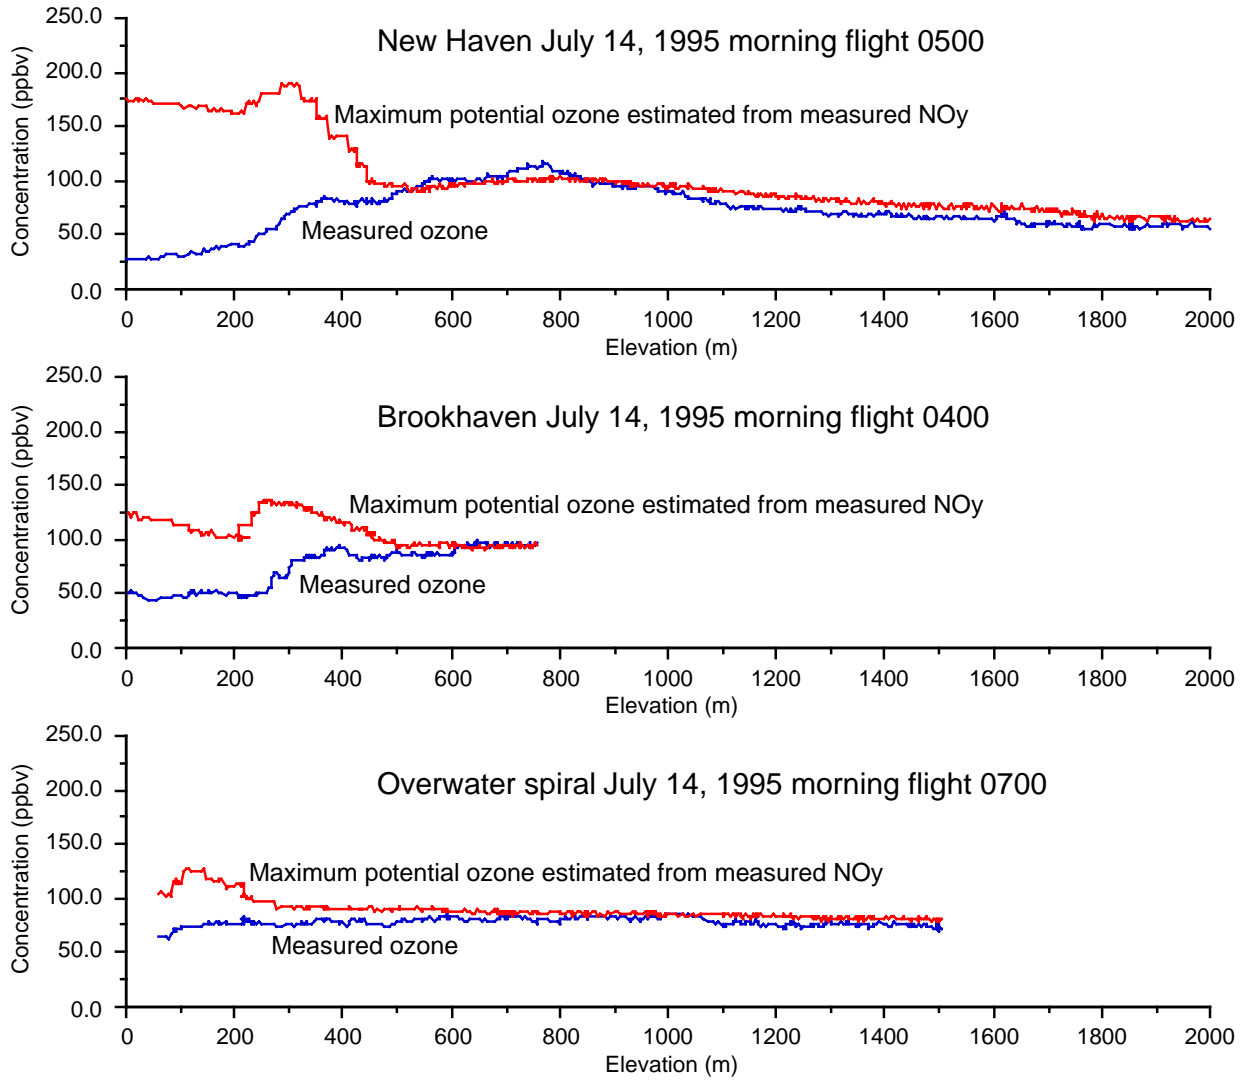 New Haven July 14, 1995 morning flight 0500
Concentration (ppbv)
250.0
200.0
150.0
100.0
50.0
0.0
Maximum potential ozone estimated from measured NOy
Measured ozone
0 200 400 600 800 1000 1200 1400 1600 1800 2000
Elevation (m)
Brookhaven July 14, 1995 morning flight 0400
Concentration (ppbv)
250.0
200.0
150.0
100.0
50.0
0.0
Maximum potential ozone estimated from measured NOy
Measured ozone
0 200 400 600 800 1000 1200 1400 1600 1800 2000
Elevation (m)
Overwater spiral July 14, 1995 morning flight 0700
Concentration (ppbv)
250.0
200.0
150.0
100.0
50.0
0.0
Maximum potential ozone estimated from measured NOy
Measured ozone
0 200 400 600 800 1000 1200 1400 1600 1800 2000
Elevation (m)